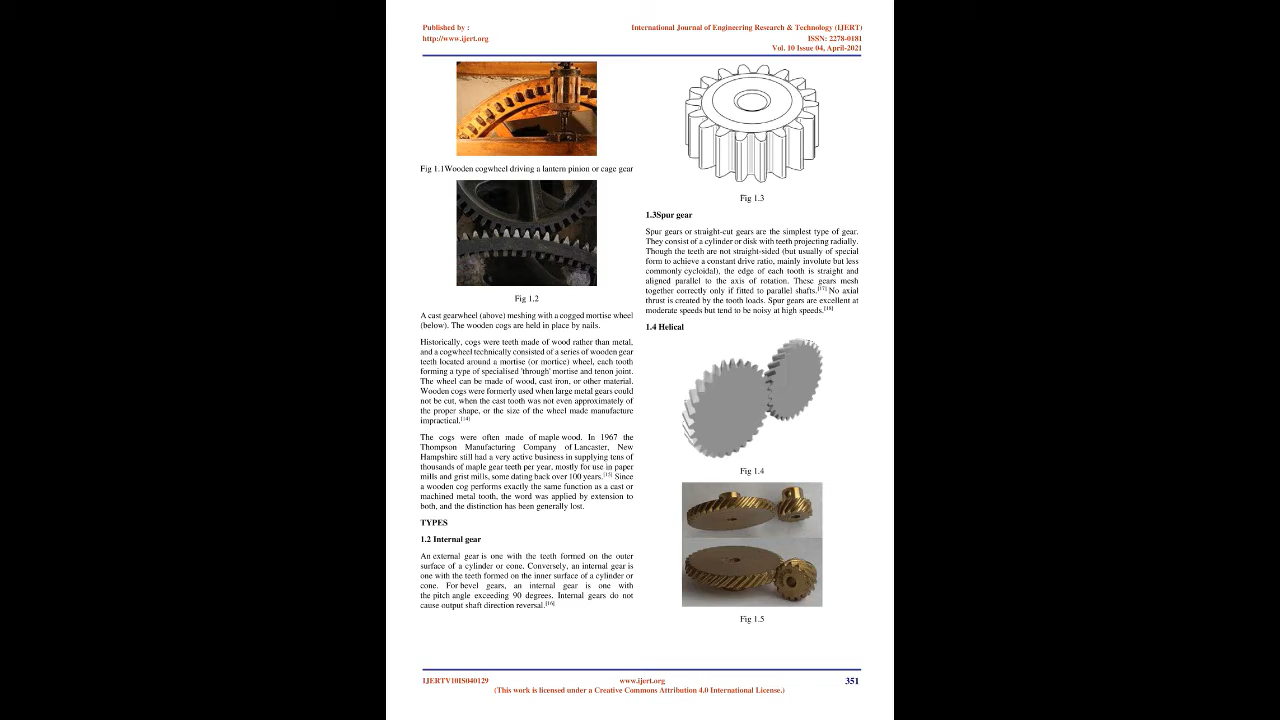 Published by :
http://www.ijert.org
International Journal of Engineering Research & Technology (IJERT)
ISSN: 2278-0181
Vol. 10 Issue 04, April-2021
Fig 1.1Wooden cogwheel driving a lantern pinion or cage gear
Fig 1.2
A cast gearwheel (above) meshing with a cogged mortise wheel
(below). The wooden cogs are held in place by nails.
Historically, cogs were teeth made of wood rather than metal,
and a cogwheel technically consisted of a series of wooden gear
teeth located around a mortise (or mortice) wheel, each tooth
forming a type of specialised 'through' mortise and tenon joint.
The wheel can be made of wood, cast iron, or other material.
Wooden cogs were formerly used when large metal gears could
not be cut, when the cast tooth was not even approximately of
the proper shape, or the size of the wheel made manufacture
impractical.[14]
The cogs were often made of maple wood. In 1967 the
Thompson Manufacturing Company of Lancaster, New
Hampshire still had a very active business in supplying tens of
thousands of maple gear teeth per year, mostly for use in paper
mills and grist mills, some dating back over 100 years.[15] Since
a wooden cog performs exactly the same function as a cast or
machined metal tooth, the word was applied by extension to
both, and the distinction has been generally lost.
TYPES
1.2 Internal gear
An external gear is one with the teeth formed on the outer
surface of a cylinder or cone. Conversely, an internal gear is
one with the teeth formed on the inner surface of a cylinder or
cone. For bevel gears, an internal gear is one with
the pitch angle exceeding 90 degrees. Internal gears do not
cause output shaft direction reversal.[16]
Fig 1.3
1.3Spur gear
Spur gears or straight-cut gears are the simplest type of gear.
They consist of a cylinder or disk with teeth projecting radially.
Though the teeth are not straight-sided (but usually of special
form to achieve a constant drive ratio, mainly involute but less
commonly cycloidal), the edge of each tooth is straight and
aligned parallel to the axis of rotation. These gears mesh
together correctly only if fitted to parallel shafts.[17] No axial
thrust is created by the tooth loads. Spur gears are excellent at
moderate speeds but tend to be noisy at high speeds.[18]
1.4 Helical
Fig 1.4
Fig 1.5
IJERTV10IS040129
www.ijert.org
351
(This work is licensed under a Creative Commons Attribution 4.0 International License.)